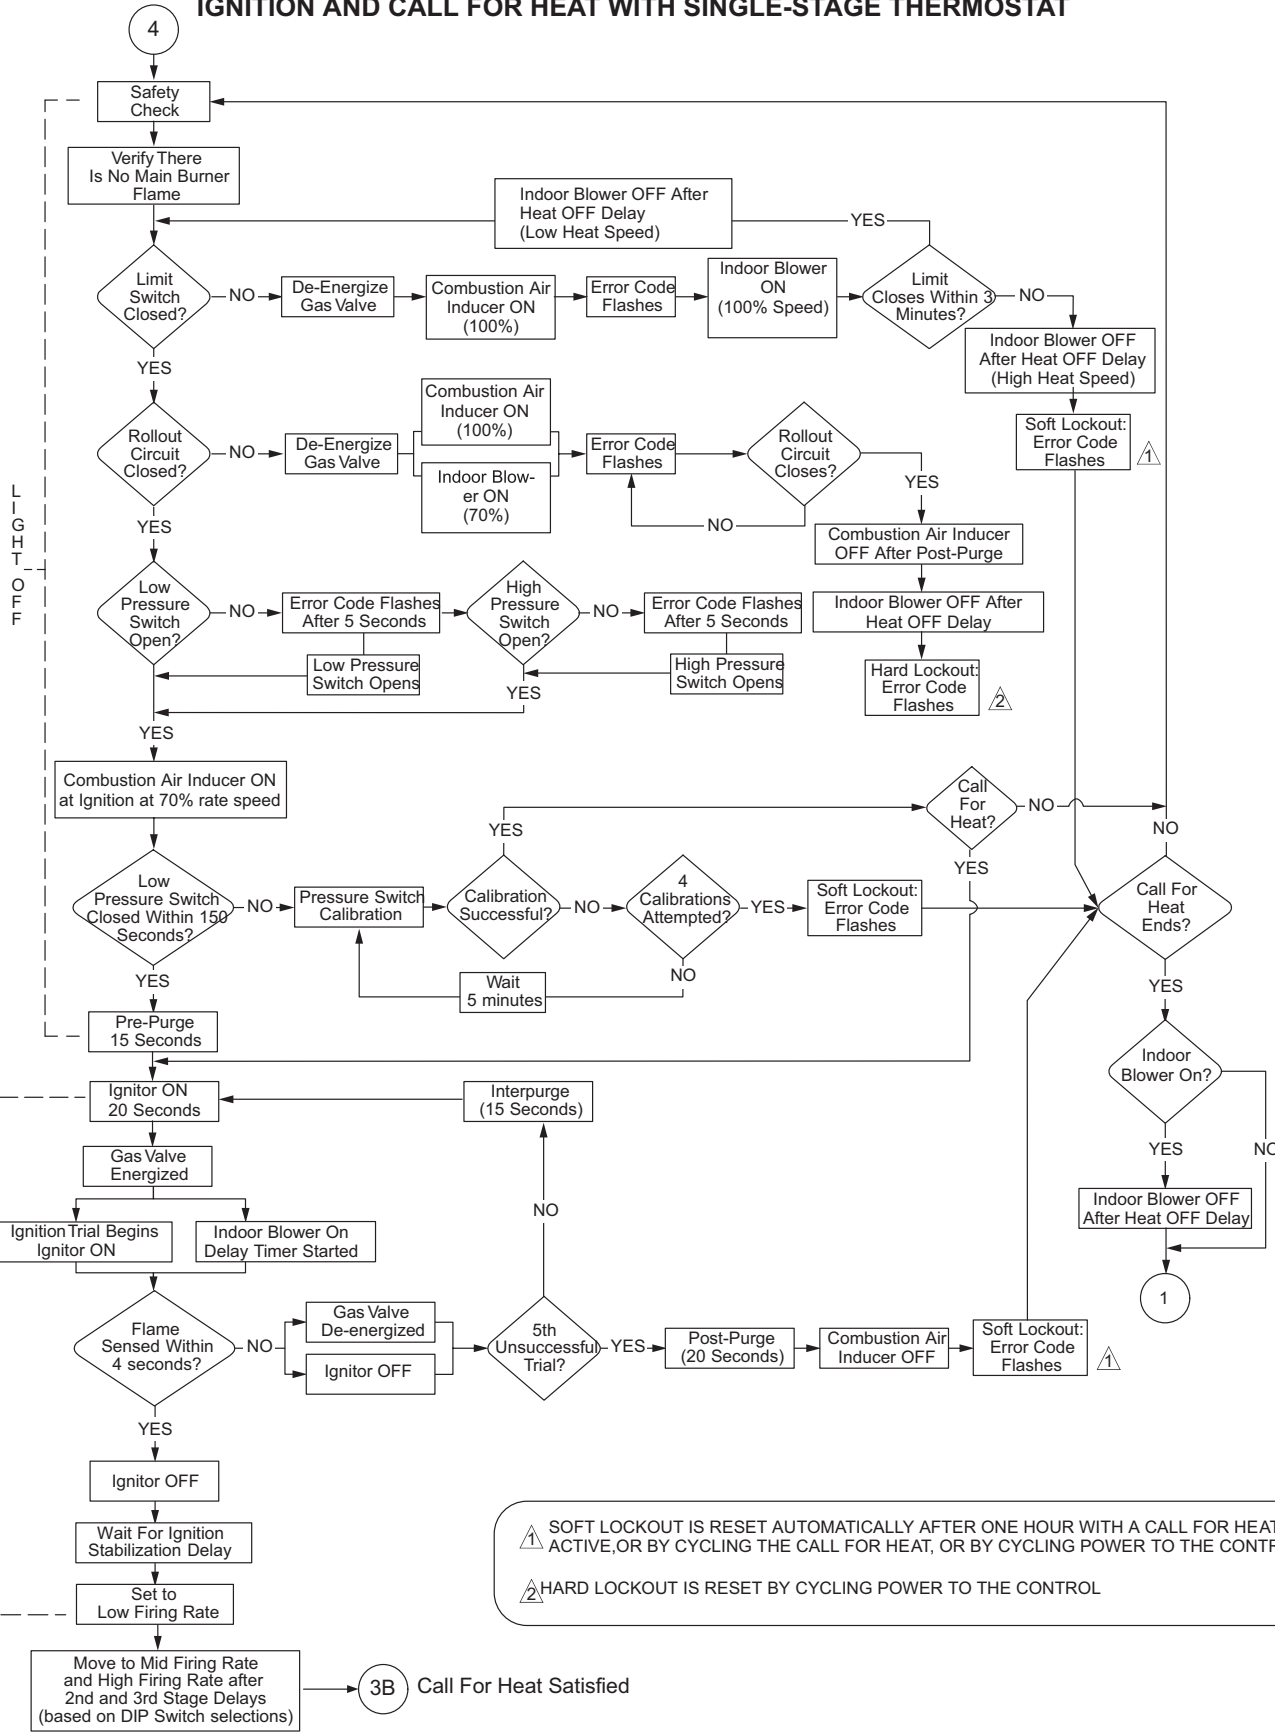 IGNITION AND CALL FOR HEAT WITH SINGLE-STAGE THERMOSTAT
4
Safety
Check
Verify There
Is No Main Burner
Flame
Indoor Blower OFF After
Heat OFF Delay
(Low Heat Speed)
YES
Limit
Switch
Closed?
NO
De-Energize
Gas Valve
Combustion Air
Inducer ON
(100%)
Error Code
Flashes
Indoor Blower
ON
(100% Speed)
Limit
Closes Within 3
Minutes?
NO
Indoor Blower OFF
After Heat OFF Delay
(High Heat Speed)
Soft Lockout:
Error Code
Flashes
1
YES
Rollout
Circuit
Closed?
NO
De-Energize
Gas Valve
Combustion Air
Inducer ON
(100%)
Indoor Blow-
er ON
(70%)
Error Code
Flashes
Rollout
Circuit
Closes?
YES
NO
Combustion Air Inducer
OFF After Post-Purge
Indoor Blower OFF After
Heat OFF Delay
Hard Lockout:
Error Code
Flashes
2
LIGHT OFF
YES
Low
Pressure
Switch
Open?
NO
Error Code Flashes
After 5 Seconds
Low Pressure
Switch Opens
High
Pressure
Switch
Open?
NO
Error Code Flashes
After 5 Seconds
High Pressure
Switch Opens
YES
YES
Combustion Air Inducer ON
at Ignition at 70% rate speed
Low
Pressure Switch
Closed Within 150
Seconds?
NO
Pressure Switch
Calibration
Calibration
Successful?
YES
NO
4
Calibrations
Attempted?
YES
NO
Wait
5 minutes
Soft Lockout:
Error Code
Flashes
Call
For
Heat?
NO
YES
NO
Call For
Heat
Ends?
YES
Indoor
Blower On?
YES
NO
Indoor Blower OFF
After Heat OFF Delay
1
YES
Pre-Purge
15 Seconds
Ignitor ON
20 Seconds
Interpurge
(15 Seconds)
Gas Valve
Energized
Ignition Trial Begins
Ignitor ON
Indoor Blower On
Delay Timer Started
NO
Flame
Sensed Within
4 seconds?
NO
Gas Valve
De-energized
Ignitor OFF
5th
Unsuccessful
Trial?
YES
Post-Purge
(20 Seconds)
Combustion Air
Inducer OFF
Soft Lockout:
Error Code
Flashes
1
YES
Ignitor OFF
Wait For Ignition
Stabilization Delay
Set to
Low Firing Rate
Move to Mid Firing Rate
and High Firing Rate after
2nd and 3rd Stage Delays
(based on DIP Switch selections)
3B
Call For Heat Satisfied
1 SOFT LOCKOUT IS RESET AUTOMATICALLY AFTER ONE HOUR WITH A CALL FOR HEAT
ACTIVE,OR BY CYCLING THE CALL FOR HEAT, OR BY CYCLING POWER TO THE
2 HARD LOCKOUT IS RESET BY CYCLING POWER TO THE CONTROL